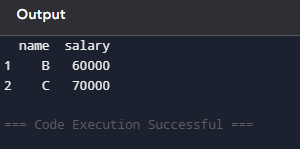 Output
name salary
1 B 60000
2 C 70000
=== Code Execution Successful ===